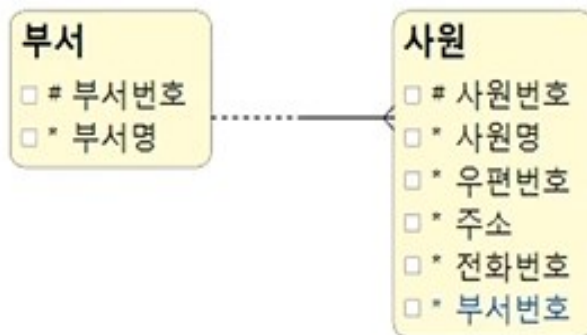 부서
# 부서번호
* 부서명
사원
# 사원번호
* 사원명
* 우편번호
* 주소
* 전화번호
* 부서번호